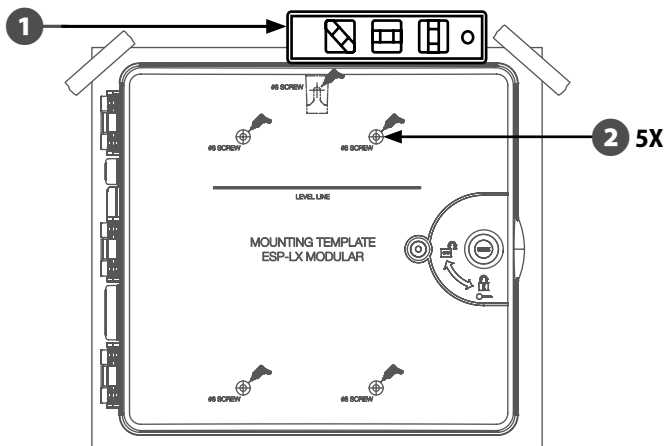 1
#8 SCREW
#8 SCREW
#8 SCREW
2 5X
LEVEL LINE
MOUNTING TEMPLATE
ESP-LX MODULAR
#8 SCREW
#8 SCREW